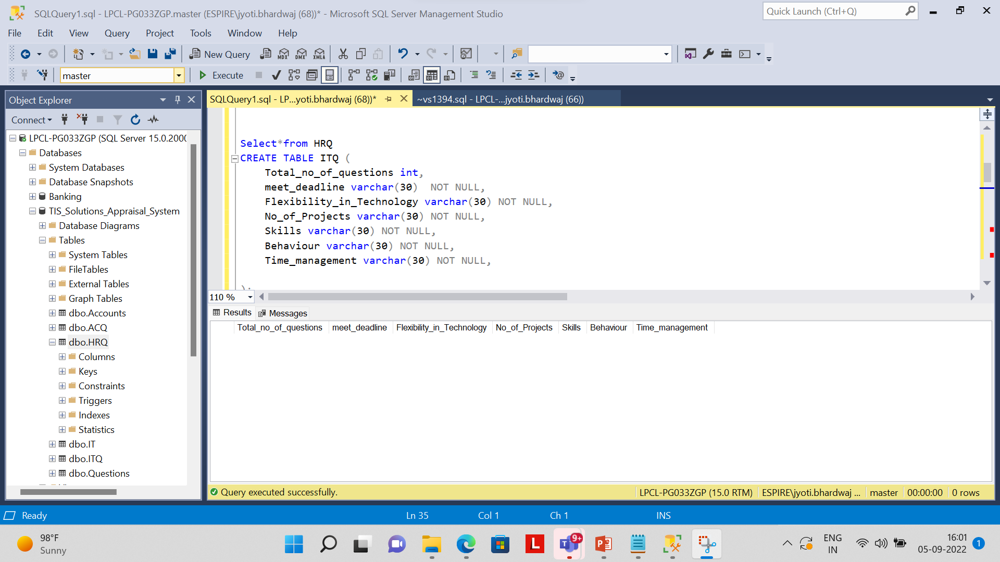 SQLQuery1.sql - LPCL-PG033ZGP.master (ESPIRE\jyoti.bhardwaj (68))* - Microsoft SQL Server Management Studio
Quick Launch (Ctrl+Q)
File Edit View Query Project Tools Window Help
New Query MDX DMX XMLA
master Execute
Object Explorer
SQLQuery1.sql - LP...yoti.bhardwaj (68))* ~vs1394.sql - LPCL-...jyoti.bhardwaj (66))
Connect
LPCL-PG033ZGP (SQL Server 15.0.2000
Databases
System Databases
Database Snapshots
Banking
TIS_Solutions_Appraisal_System
Database Diagrams
Tables
System Tables
FileTables
External Tables
Graph Tables
dbo.Accounts
dbo.ACQ
dbo.HRQ
Columns
Keys
Constraints
Triggers
Indexes
Statistics
dbo.IT
dbo.ITQ
dbo.Questions
Select*from HRQ
CREATE TABLE ITQ (
Total_no_of_questions int,
meet_deadline varchar(30)  NOT NULL,
Flexibility_in_Technology varchar(30) NOT NULL,
No_of_Projects varchar(30) NOT NULL,
Skills varchar(30) NOT NULL,
Behaviour varchar(30) NOT NULL,
Time_management varchar(30) NOT NULL,
);
110 %
Results Messages
Total_no_of_questions meet_deadline Flexibility_in_Technology No_of_Projects Skills Behaviour Time_management
Query executed successfully. LPCL-PG033ZGP (15.0 RTM) ESPIRE\jyoti.bhardwaj ... master 00:00:00 0 rows
Ready Ln 35 Col 1 Ch 1 INS
98°F
Sunny
L
T
9+
P
ENG
IN
16:01
05-09-2022
1